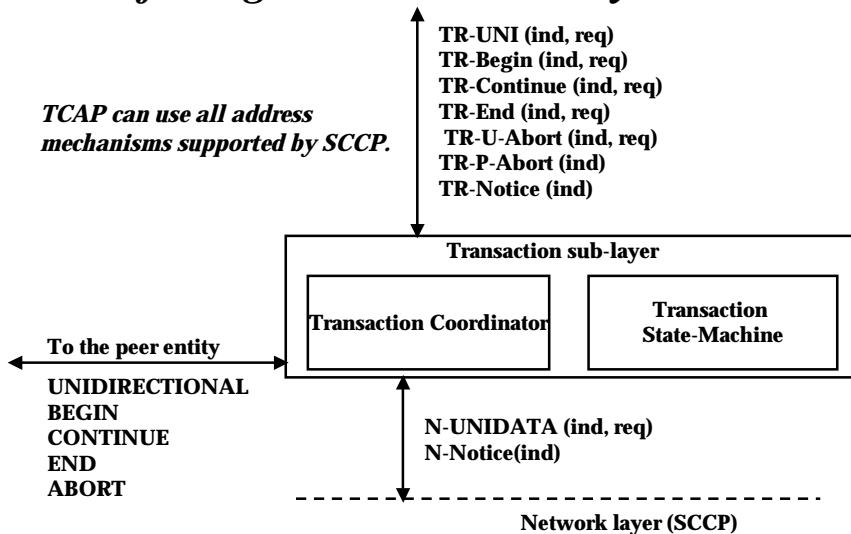 TR-UNI (ind, req)
TR-Begin (ind, req)
TR-Continue (ind, req)
TR-End (ind, req)
TR-U-Abort (ind, req)
TR-P-Abort (ind)
TR-Notice (ind)
TCAP can use all address
mechanisms supported by SCCP.
Transaction sub-layer
Transaction Coordinator
Transaction
State-Machine
To the peer entity
UNIDIRECTIONAL
BEGIN
CONTINUE
END
ABORT
N-UNIDATA (ind, req)
N-Notice(ind)
Network layer (SCCP)